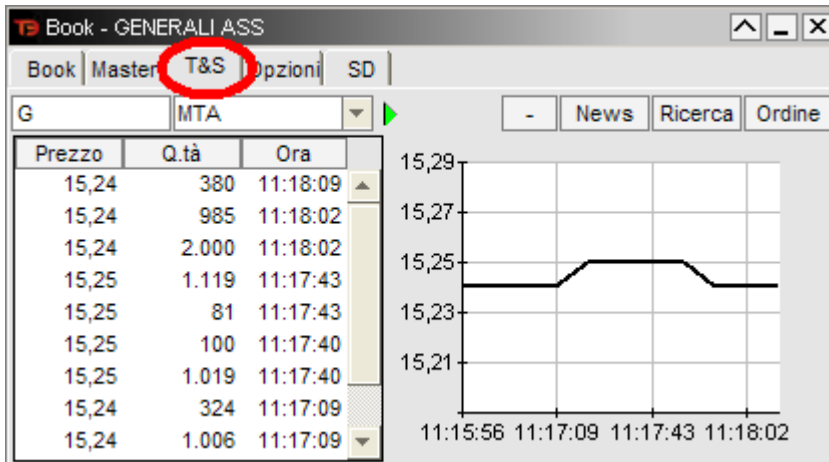 TB Book - GENERALI ASS
Book Master T&S Opzioni SD
G MTA - News Ricerca Ordine
Prezzo Q.tà Ora
15,24 380 11:18:09
15,24 985 11:18:02
15,24 2.000 11:18:02
15,25 1.119 11:17:43
15,25 81 11:17:43
15,25 100 11:17:40
15,25 1.019 11:17:40
15,24 324 11:17:09
15,24 1.006 11:17:09
15,29
15,27
15,25
15,23
15,21
11:15:56 11:17:09 11:17:43 11:18:02